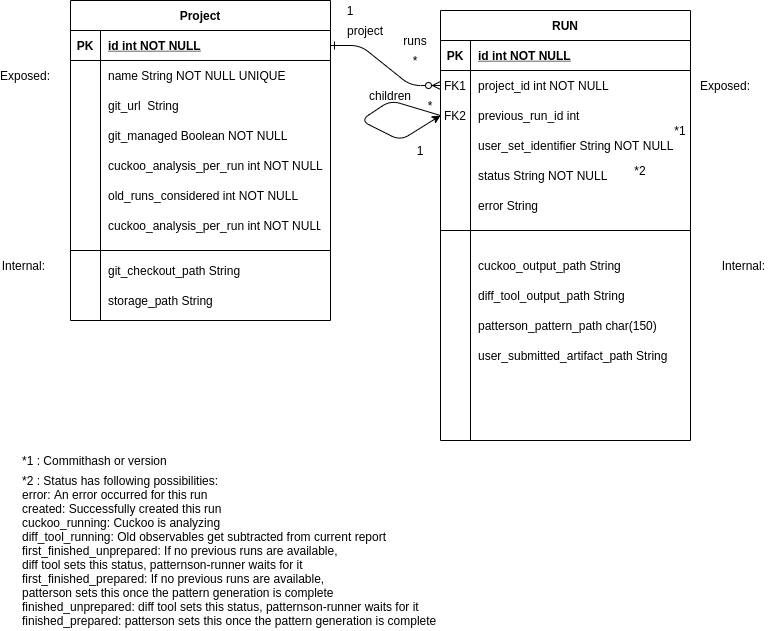 Project
PK id int NOT NULL
Exposed:
name String NOT NULL UNIQUE
git_url String
git_managed Boolean NOT NULL
cuckoo_analysis_per_run int NOT NULL
old_runs_considered int NOT NULL
cuckoo_analysis_per_run int NOT NULL
Internal:
git_checkout_path String
storage_path String
1
project
runs
*
children
*
1
RUN
PK id int NOT NULL
FK1 project_id int NOT NULL
Exposed:
FK2 previous_run_id int
*1
user_set_identifier String NOT NULL
*2
status String NOT NULL
error String
cuckoo_output_path String
Internal:
diff_tool_output_path String
patterson_pattern_path char(150)
user_submitted_artifact_path String
*1 : Commithash or version
*2 : Status has following possibilities:
error: An error occurred for this run
created: Successfully created this run
cuckoo_running: Cuckoo is analyzing
diff_tool_running: Old observables get subtracted from current report
first_finished_unprepared: If no previous runs are available,
diff tool sets this status, patternson-runner waits for it
first_finished_prepared: If no previous runs are available,
patterson sets this once the pattern generation is complete
finished_unprepared: diff tool sets this status, patternson-runner waits for it
finished_prepared: patterson sets this once the pattern generation is complete